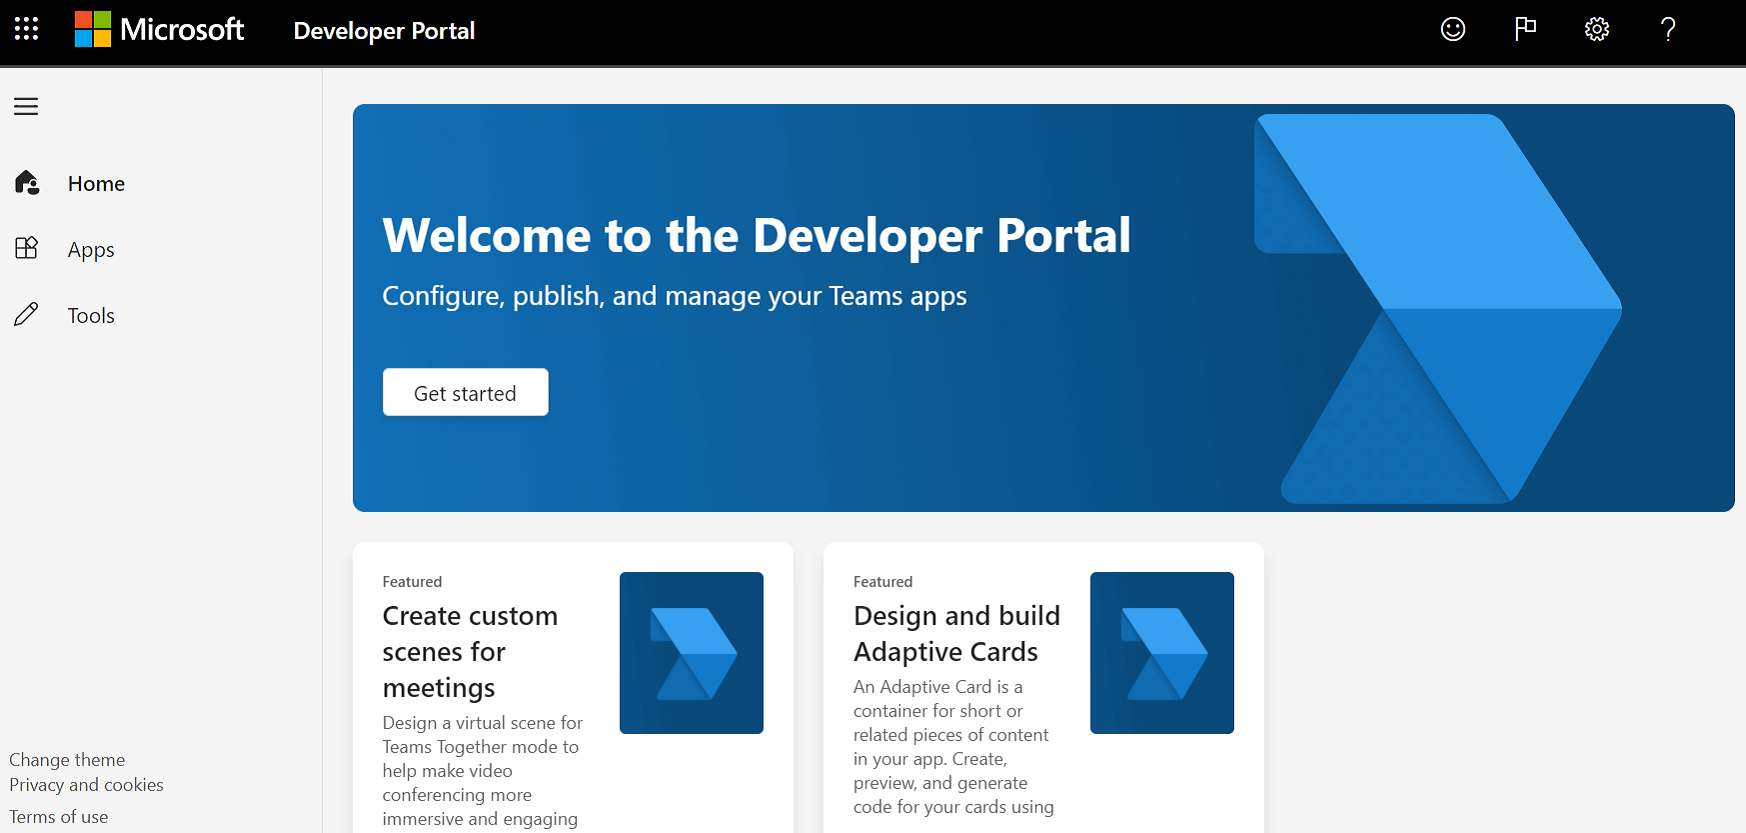 Microsoft Developer Portal
Home
Apps
Tools
Change theme
Privacy and cookies
Terms of use
Welcome to the Developer Portal
Configure, publish, and manage your Teams apps
Get started
Featured
Create custom
scenes for
meetings
Design a virtual scene for
Teams Together mode to
help make video
conferencing more
immersive and engaging
Featured
Design and build
Adaptive Cards
An Adaptive Card is a
container for short or
related pieces of content
in your app. Create,
preview, and generate
code for your cards using